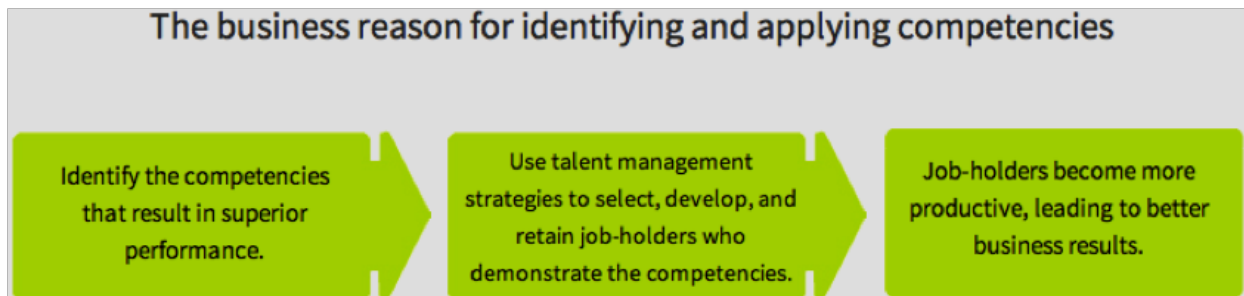 The business reason for identifying and applying competencies
Identify the competencies
that result in superior
performance.
Use talent management
strategies to select, develop, and
retain job-holders who
demonstrate the competencies.
Job-holders become more
productive, leading to better
business results.